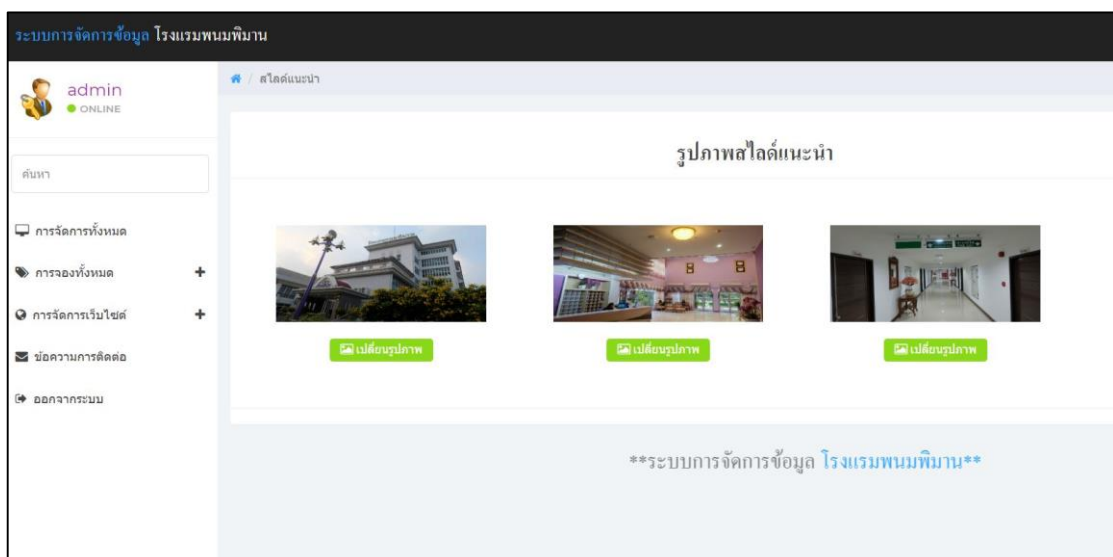 ระบบการจัดการข้อมูล โรงแรมพนมพิมาน
admin
ONLINE
ค้นหา
การจัดการทั้งหมด
การจองทั้งหมด +
การจัดการเว็บไซต์ +
ข้อความการติดต่อ
ออกจากระบบ
/ สไลด์แนะนำ
รูปภาพสไลด์แนะนำ
เปลี่ยนรูปภาพ เปลี่ยนรูปภาพ เปลี่ยนรูปภาพ
**ระบบการจัดการข้อมูล โรงแรมพนมพิมาน**